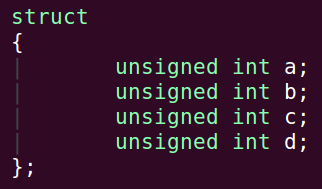 struct
{
        unsigned int a;
        unsigned int b;
        unsigned int c;
        unsigned int d;
};